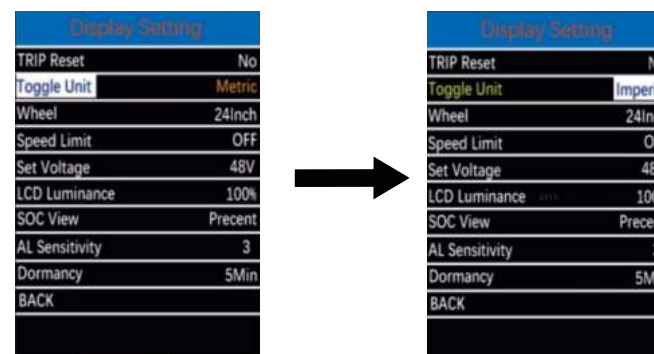 Display Setting
TRIP Reset No
Toggle Unit Metric
Wheel 24Inch
Speed Limit OFF
Set Voltage 48V
LCD Luminance 100%
SOC View Precent
AL Sensitivity 3
Dormancy 5Min
BACK
Display Setting
TRIP Reset
Toggle Unit
Wheel
Speed Limit
Set Voltage
LCD Luminance
SOC View
AL Sensitivity
Dormancy
BACK